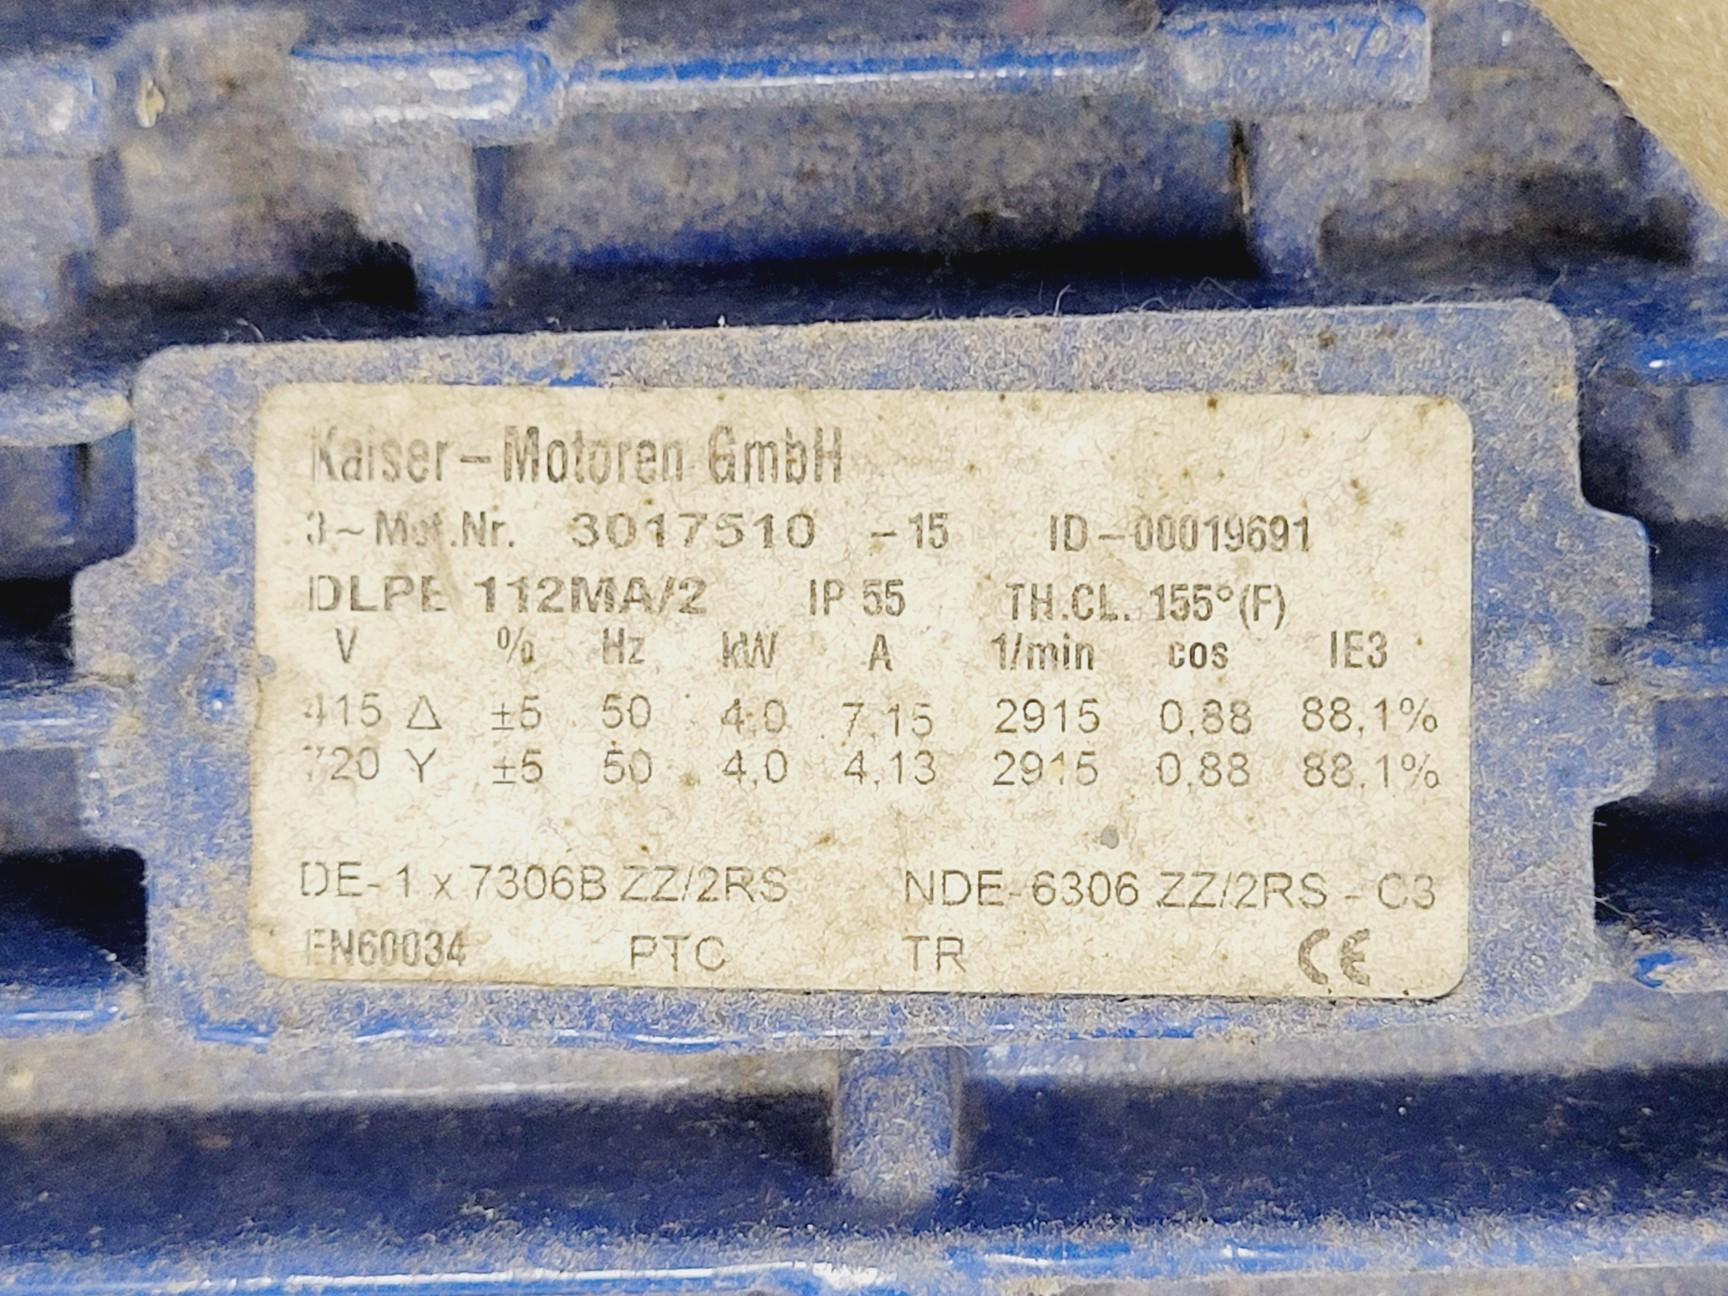 Kaiser-Motoren GmbH
3~Mot.Nr. 3017510 -15 ID-00019691
DLPE 112MA/2 IP 55 TH.CL. 155°(F)
V % Hz kW A 1/min cos IE3
415 Δ ±5 50 4.0 7,15 2915 0,88 88,1%
720 Y ±5 50 4,0 4,13 2915 0,88 88,1%
DE-1 x 7306B ZZ/2RS NDE-6306 ZZ/2RS - C3
EN60034 PTC TR CE